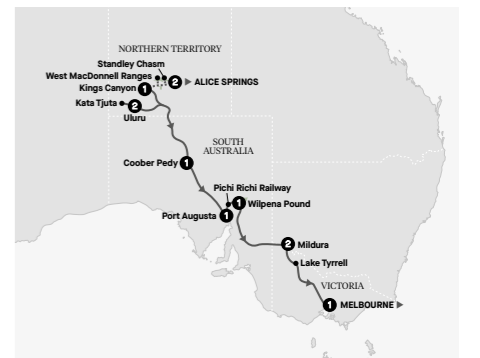 NORTHERN TERRITORY
Standley Chasm
West MacDonnell Ranges
2 ALICE SPRINGS
Kings Canyon 1
Kata Tjuta 2
Uluru
SOUTH
AUSTRALIA
Coober Pedy 1
Pichi Richi Railway
1 Wilpena Pound
Port Augusta 1
2 Mildura
Lake Tyrrell
VICTORIA
1 MELBOURNE